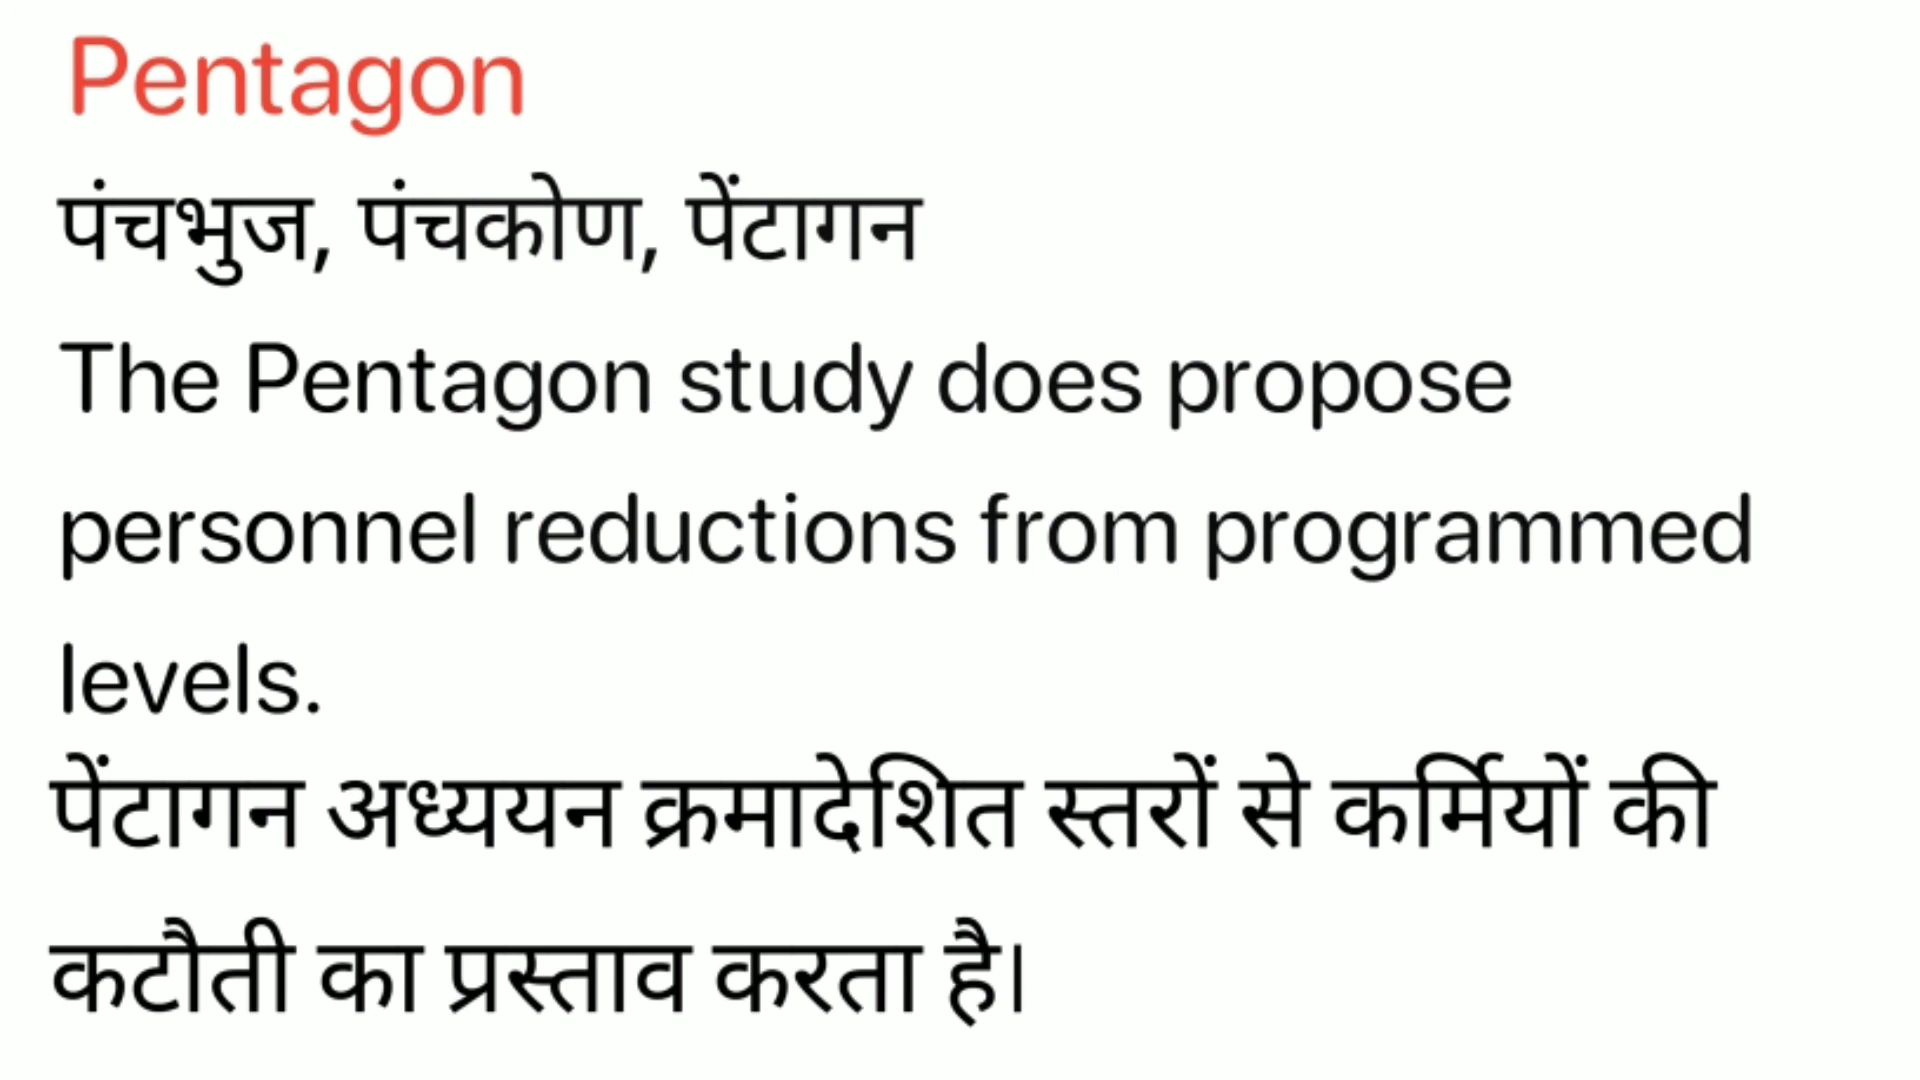 Pentagon
पंचभुज, पंचकोण, पेंटागन
The Pentagon study does propose
personnel reductions from programmed
levels.
पेंटागन अध्ययन क्रमादेशित स्तरों से कर्मियों की
कटौती का प्रस्ताव करता है।